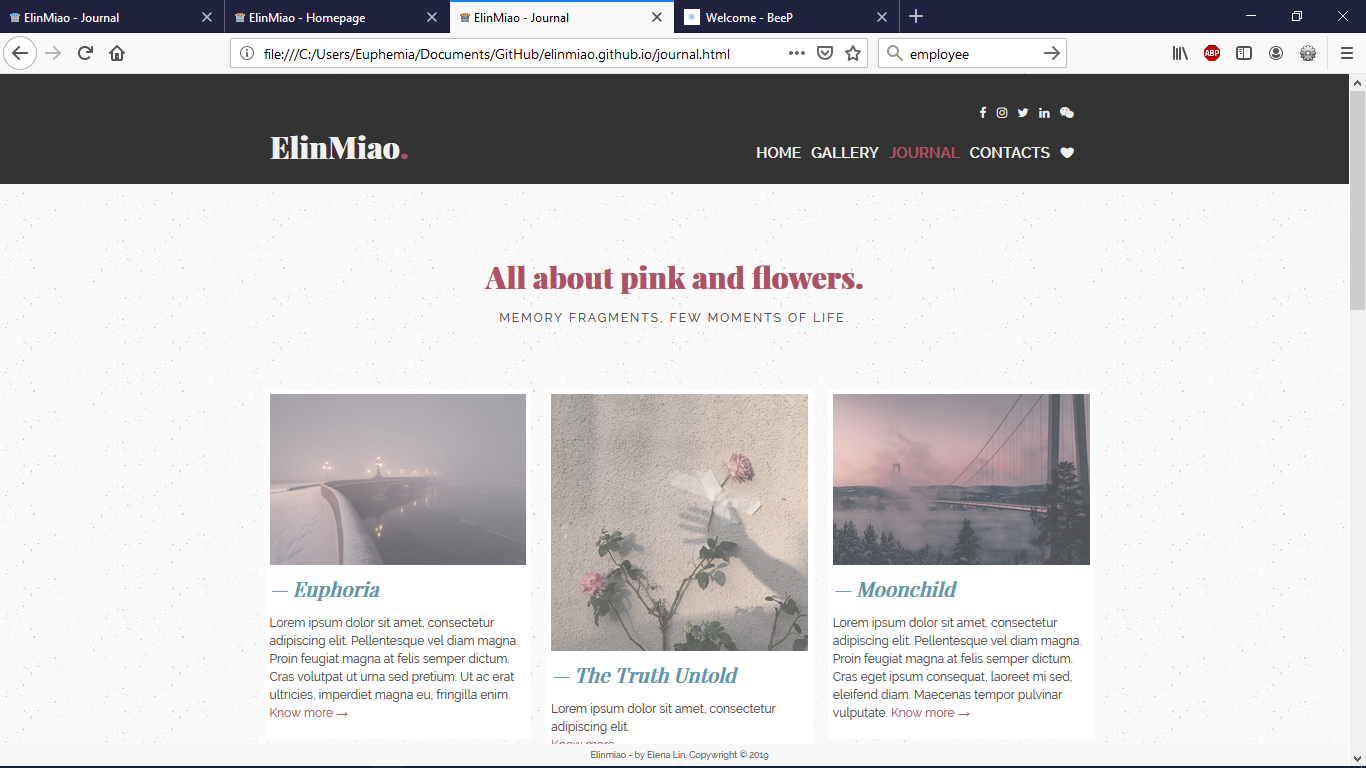 ElinMiao - Journal
ElinMiao - Homepage
ElinMiao - Journal
Welcome - BeeP
file:///C:/Users/Euphemia/Documents/GitHub/elinmiao.github.io/journal.html
employee
ABP
ElinMiao.
HOME GALLERY JOURNAL CONTACTS
All about pink and flowers.
MEMORY FRAGMENTS, FEW MOMENTS OF LIFE.
— Euphoria
Lorem ipsum dolor sit amet, consectetur
adipiscing elit. Pellentesque vel diam magna.
Proin feugiat magna at felis semper dictum.
Cras volutpat ut urna sed pretium. Ut ac erat
ultricies, imperdiet magna eu, fringilla enim.
Know more →
— The Truth Untold
Lorem ipsum dolor sit amet, consectetur
adipiscing elit.
Know more
— Moonchild
Lorem ipsum dolor sit amet, consectetur
adipiscing elit. Pellentesque vel diam magna.
Proin feugiat magna at felis semper dictum.
Cras eget ipsum consequat, laoreet mi sed,
eleifend diam. Maecenas tempor pulvinar
vulputate. Know more →
Elinmiao - by Elena Lin. Copywright © 2019